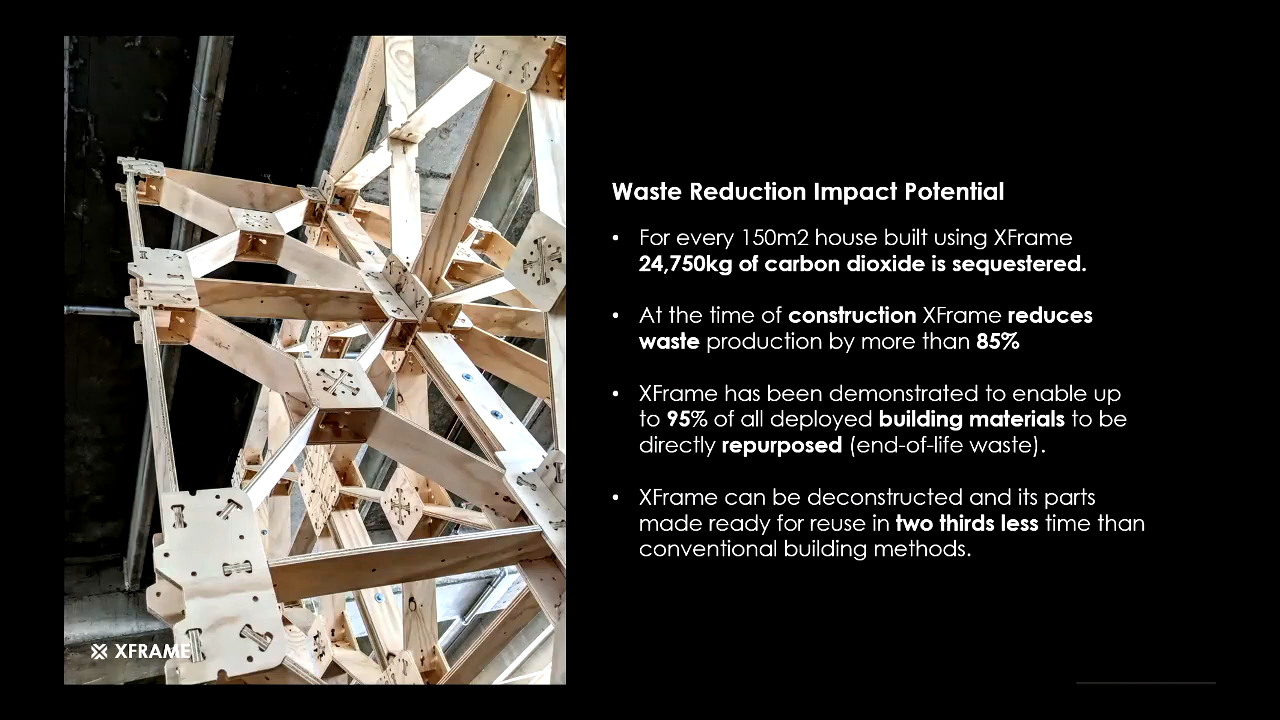 Waste Reduction Impact Potential
• For every 150m2 house built using XFrame
24,750kg of carbon dioxide is sequestered.
• At the time of construction XFrame reduces
waste production by more than 85%
• XFrame has been demonstrated to enable up
to 95% of all deployed building materials to be
directly repurposed (end-of-life waste).
• XFrame can be deconstructed and its parts
made ready for reuse in two thirds less time than
conventional building methods.
XFRAME